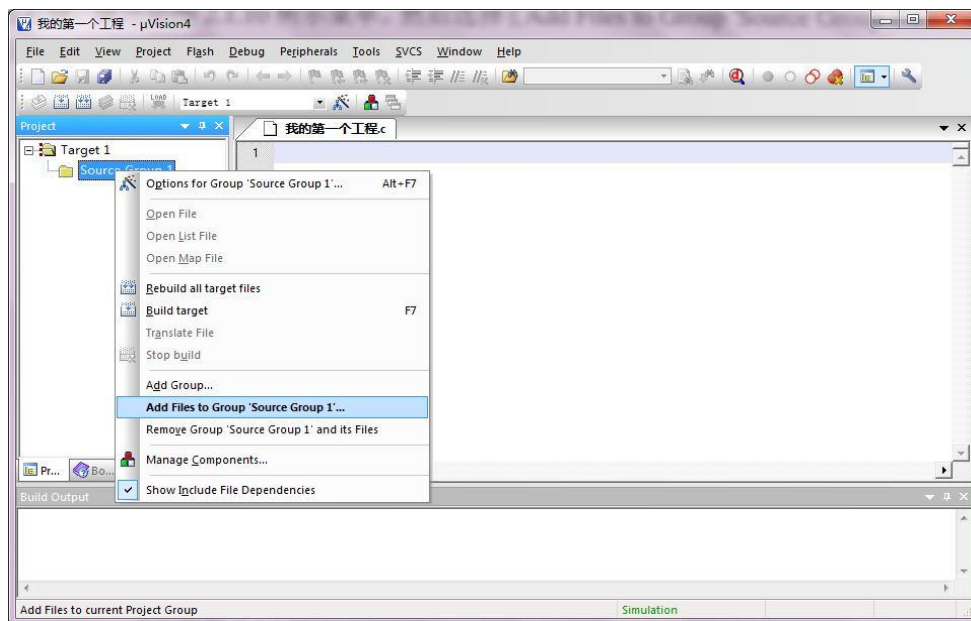 我的第一个工程 - µVision4
File Edit View Project Flash Debug Peripherals Tools SVCS Window Help
LOAD Target 1
Project
我的第一个工程.c
Target 1
1
Source Group 1
Options for Group 'Source Group 1'... Alt+F7
Open File
Open List File
Open Map File
Rebuild all target files
Build target F7
Translate File
Stop build
Add Group...
Add Files to Group 'Source Group 1'...
Remove Group 'Source Group 1' and its Files
Manage Components...
Pr... Bo...
Show Include File Dependencies
Build Output
Add Files to current Project Group Simulation